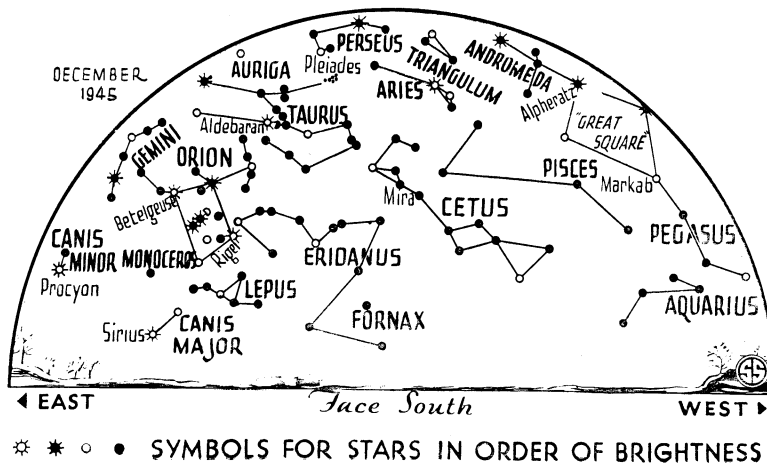 DECEMBER
1945
PERSEUS
Pleiades
AURIGA
TRIANGULUM
ANDROMEDA
ARIES
Alpheratz
TAURUS
Aldebaran
"GREAT
SQUARE"
GEMINI
ORION
PISCES
Markab
Betelgeuse
Mira
CETUS
PEGASUS
CANIS
MINOR
MONOCEROS
Rigel
ERIDANUS
Procyon
LEPUS
AQUARIUS
FORNAX
Sirius
CANIS
MAJOR
EAST
Face South
WEST
SYMBOLS FOR STARS IN ORDER OF BRIGHTNESS